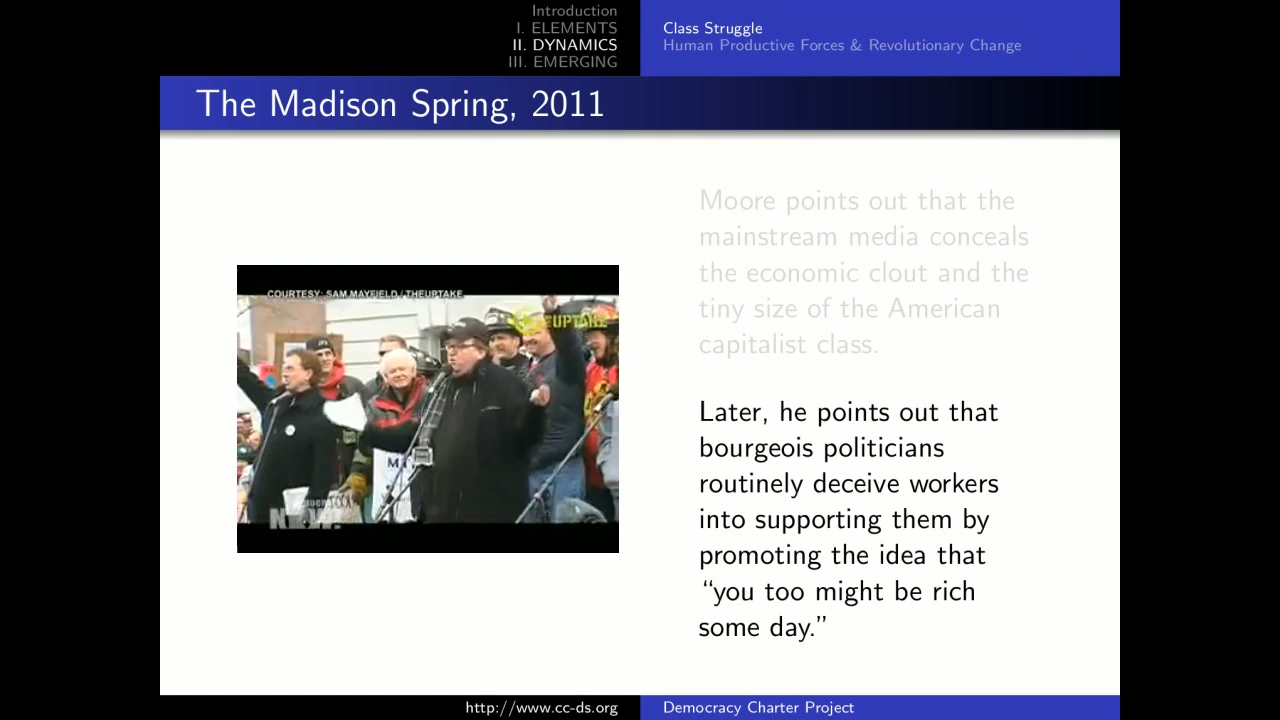 Introduction
I. ELEMENTS
II. DYNAMICS
III. EMERGING
Class Struggle
Human Productive Forces & Revolutionary Change
The Madison Spring, 2011
COURTESY: SAM MAYFIELD / THEUPTAKE
UPTAKE
NOW!
Moore points out that the
mainstream media conceals
the economic clout and the
tiny size of the American
capitalist class.
Later, he points out that
bourgeois politicians
routinely deceive workers
into supporting them by
promoting the idea that
“you too might be rich
some day.”
http://www.cc-ds.org
Democracy Charter Project